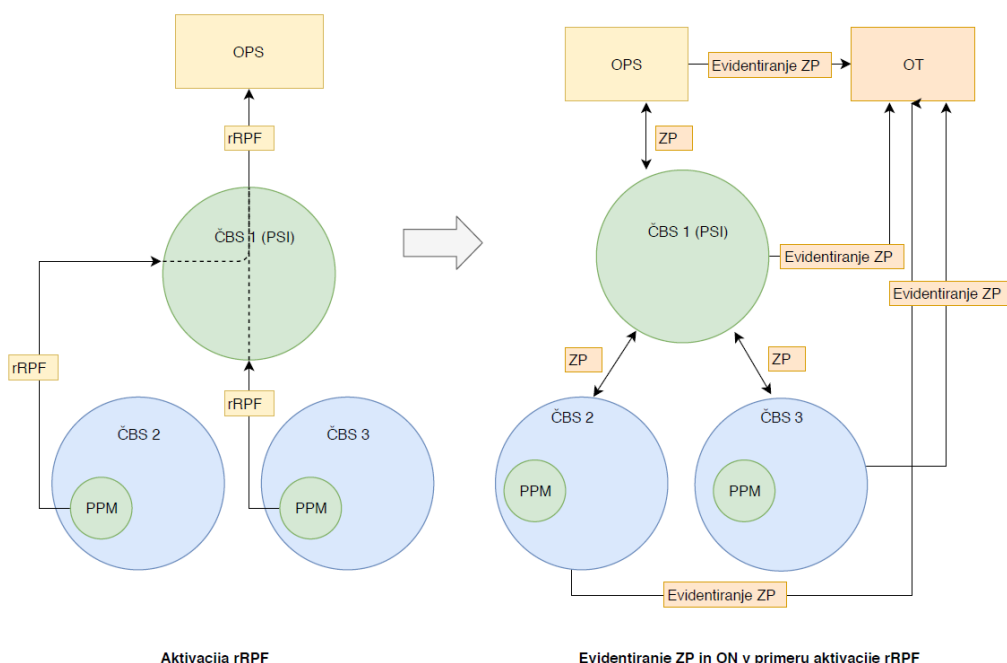 OPS
rRPF
ČBS 1 (PSI)
rRPF
rRPF
ČBS 2
ČBS 3
PPM
PPM
Aktivacija rRPF
OPS
Evidentiranje ZP
OT
ZP
ČBS 1 (PSI)
Evidentiranje ZP
Evidentiranje ZP
ZP
ZP
ČBS 2
ČBS 3
PPM
PPM
Evidentiranje ZP
Evidentiranje ZP in ON v primeru aktivacije rRPF